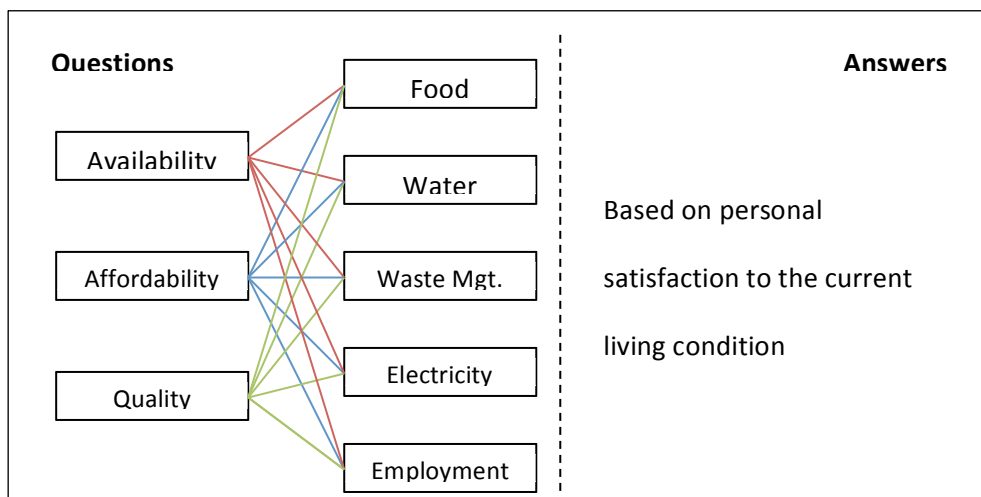 Questions
Answers
Availability
Affordability
Quality
Food
Water
Waste Mgt.
Electricity
Employment
Based on personal
satisfaction to the current
living condition